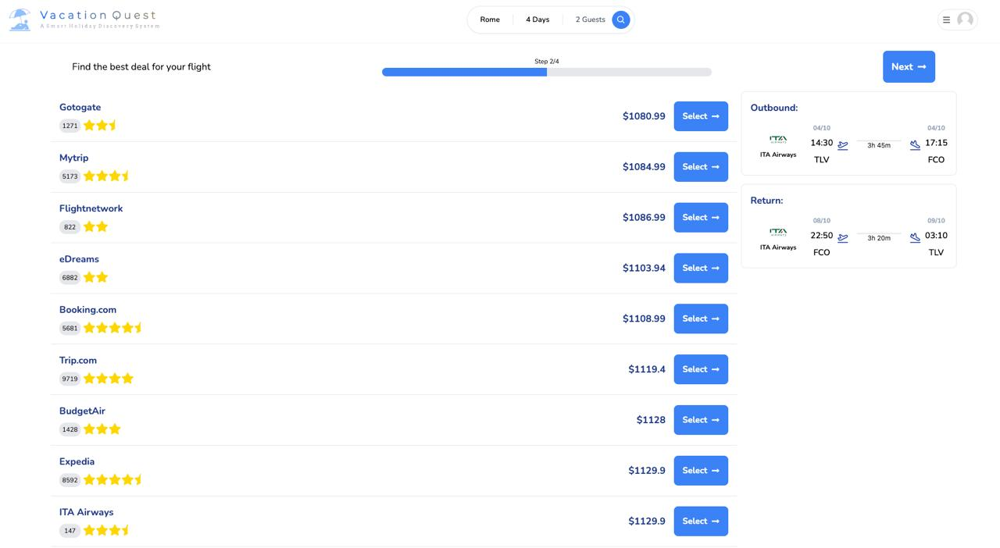 Vacation Quest
A Smart Holiday Discovery System
Rome
4 Days
2 Guests
Find the best deal for your flight
Step 2/4
Next
Gotogate
1271
$1080.99
Select
Mytrip
5173
$1084.99
Select
Flightnetwork
822
$1086.99
Select
eDreams
6882
$1103.94
Select
Booking.com
5681
$1108.99
Select
Trip.com
9719
$1119.4
Select
BudgetAir
1428
$1128
Select
Expedia
8592
$1129.9
Select
ITA Airways
147
$1129.9
Select
Outbound:
ITA
AIRWAYS
ITA Airways
04/10
14:30
TLV
3h 45m
04/10
17:15
FCO
Return:
ITA
AIRWAYS
ITA Airways
08/10
22:50
FCO
3h 20m
09/10
03:10
TLV